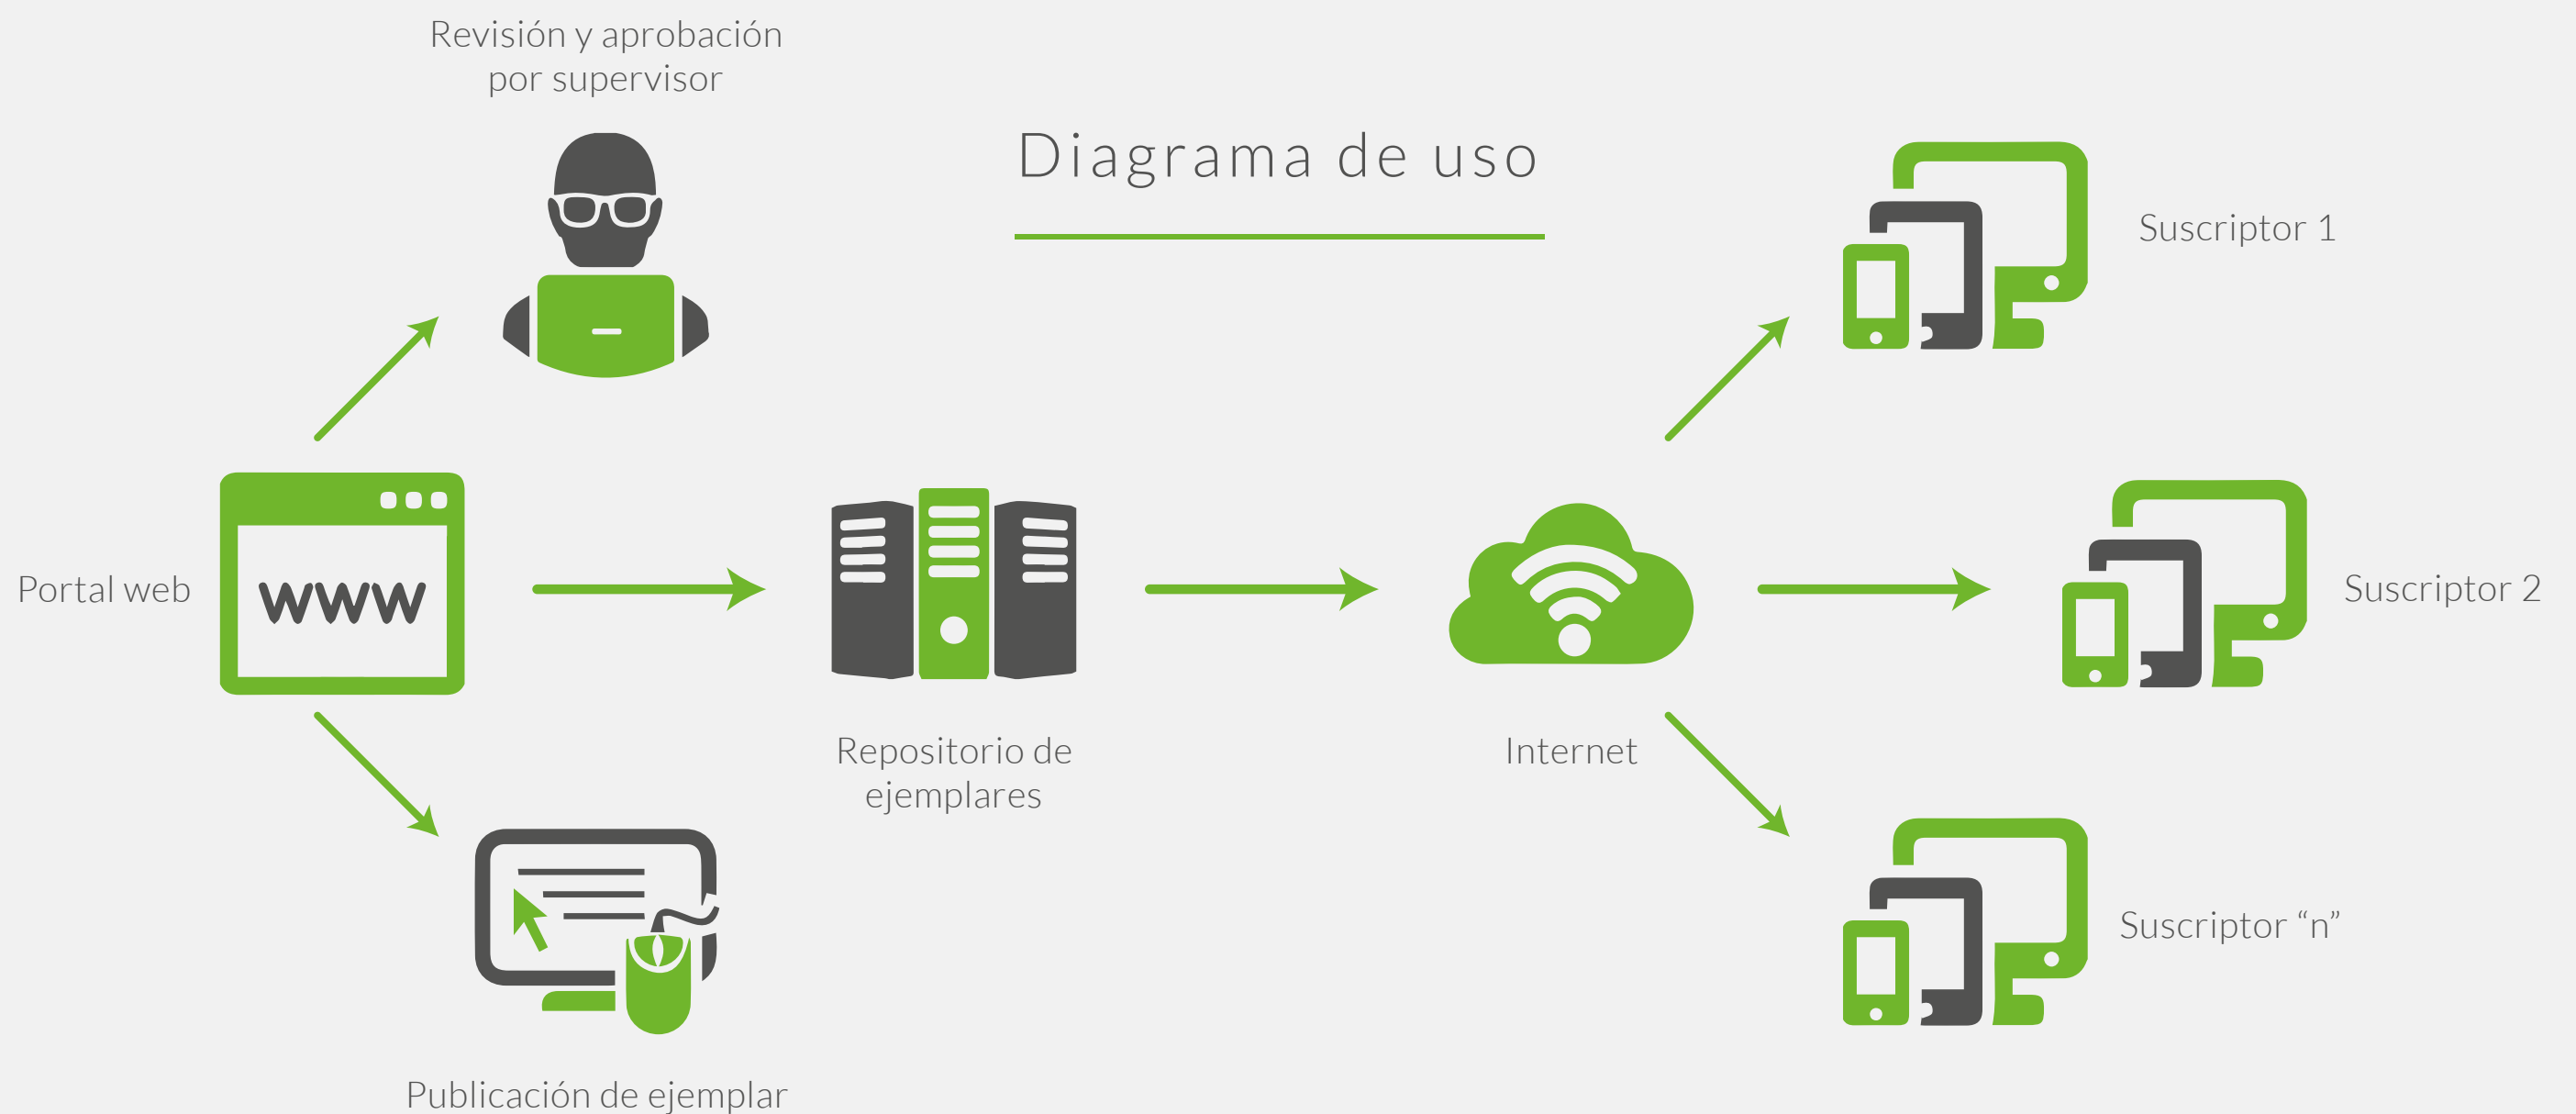 Revisión y aprobación
por supervisor
Diagrama de uso
Suscriptor 1
Portal web
www
Repositorio de
ejemplares
Internet
Suscriptor 2
Suscriptor “n”
Publicación de ejemplar